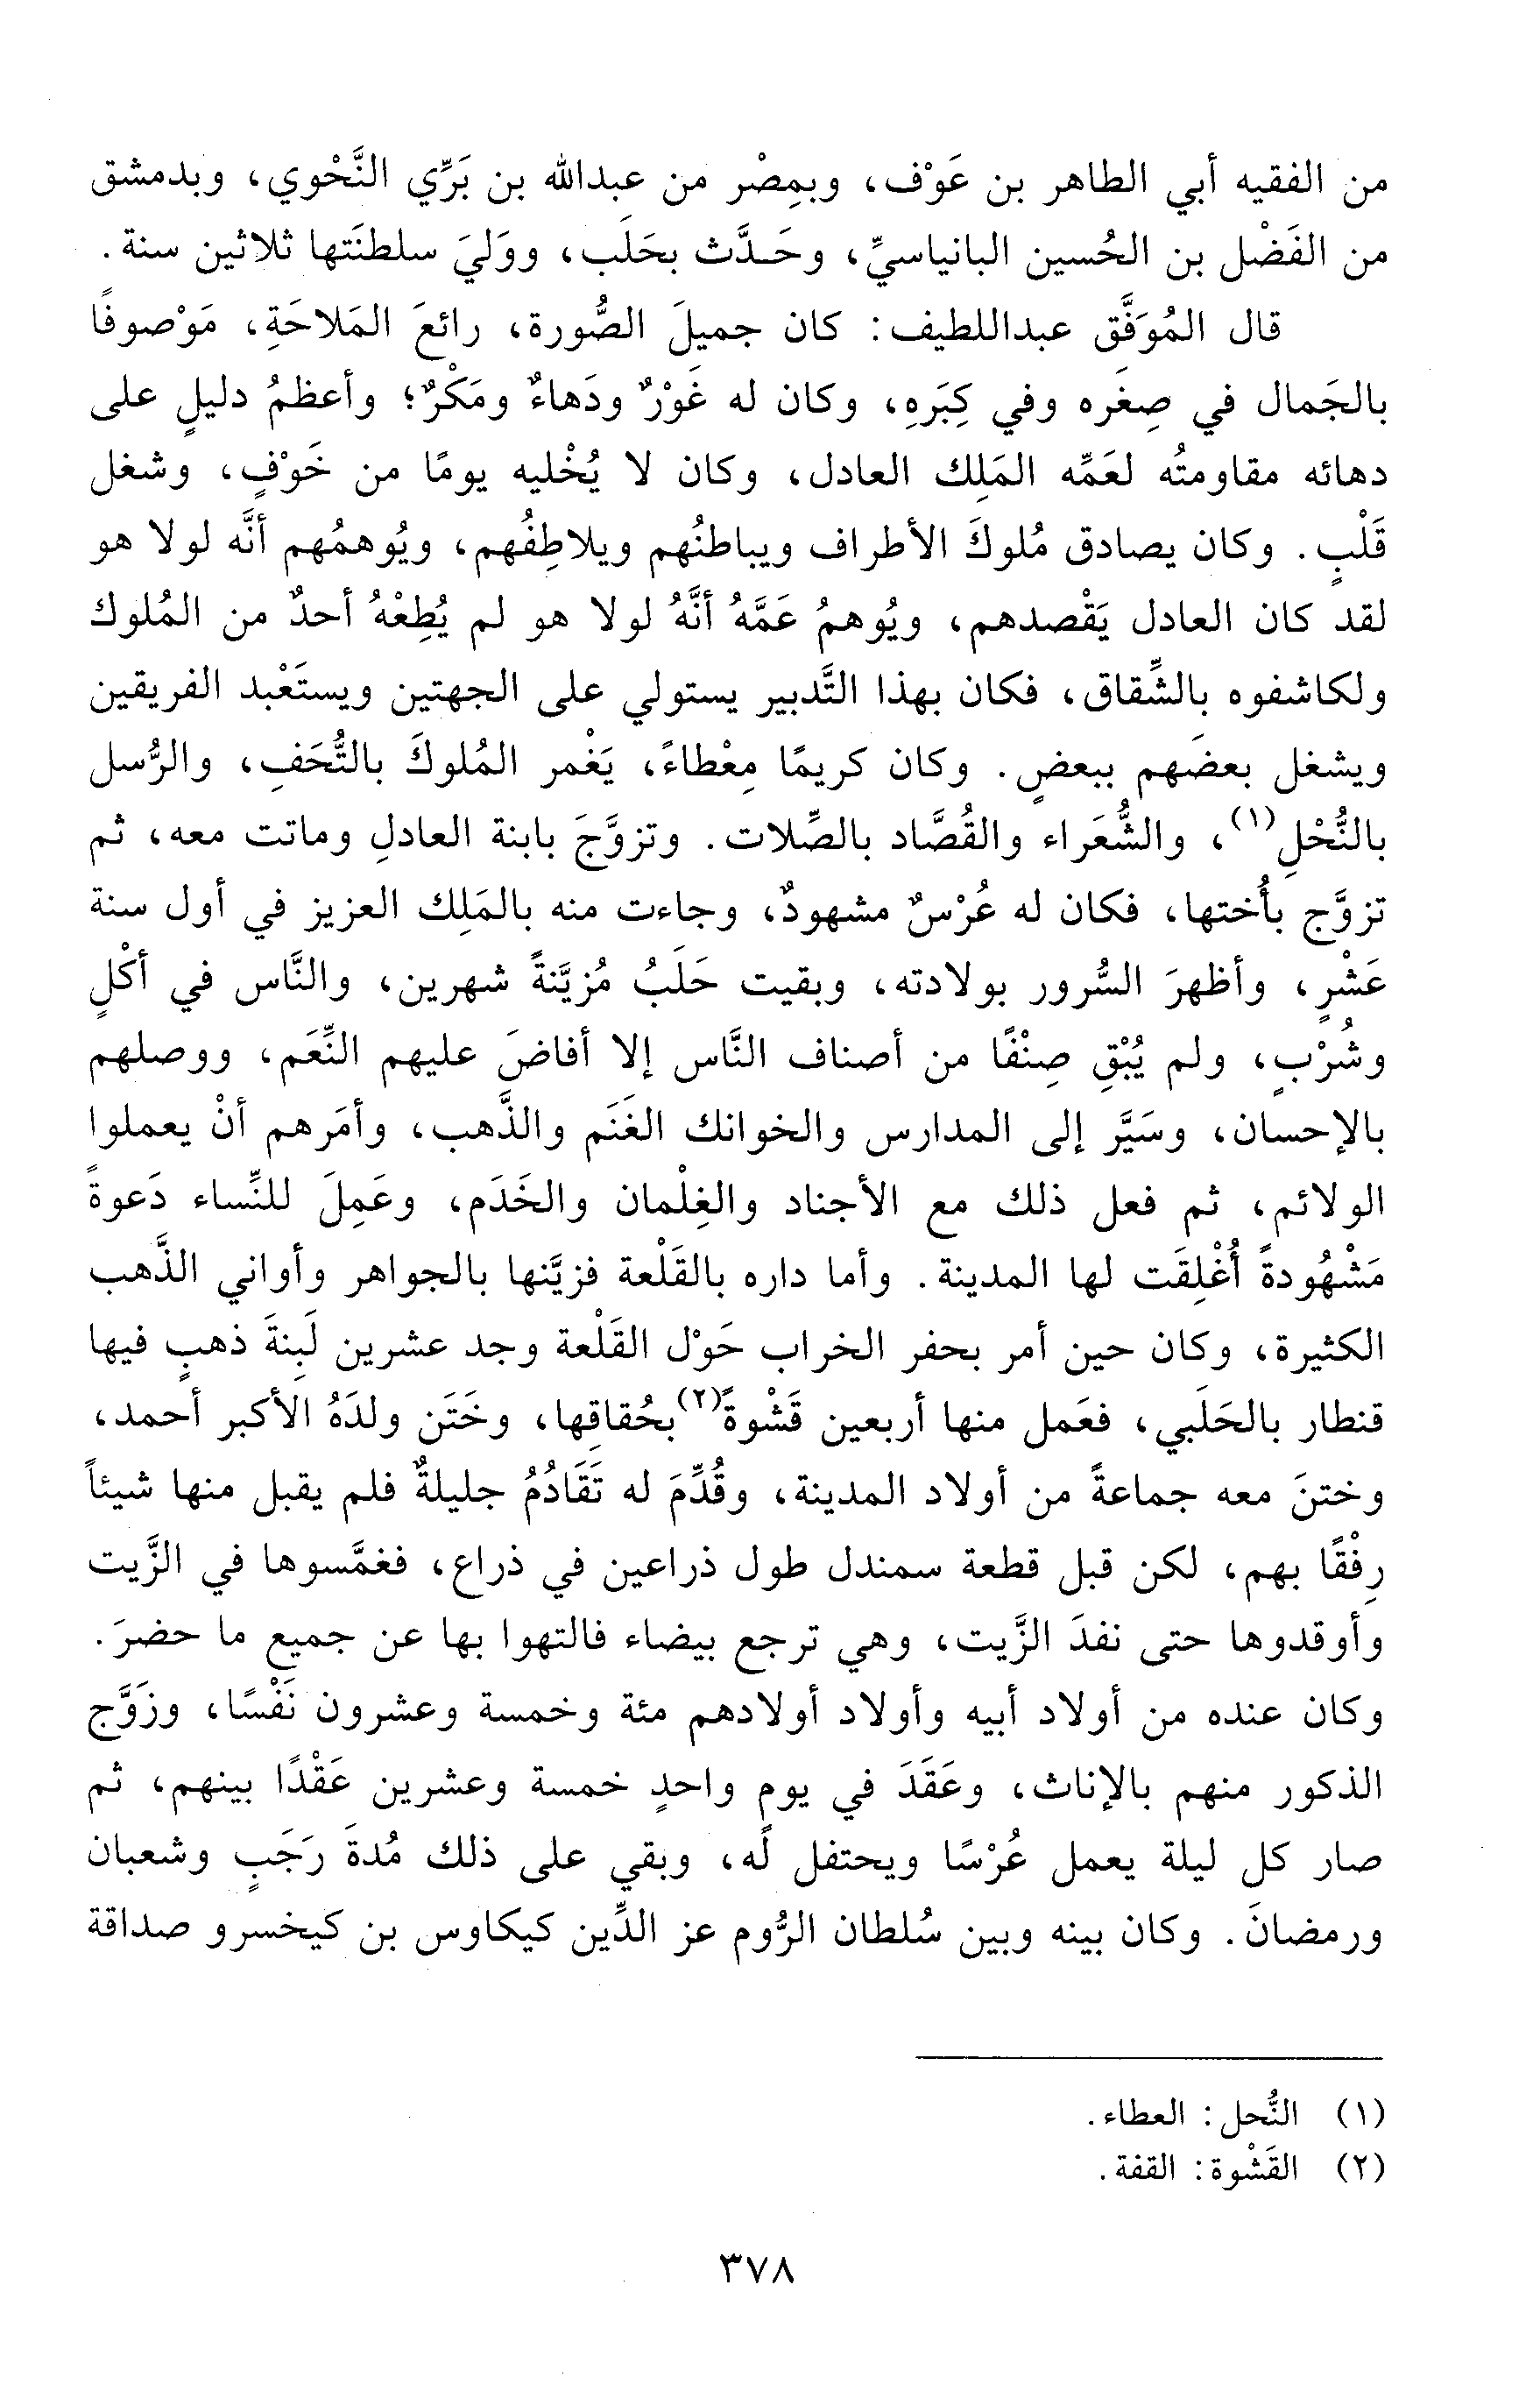 من الفقيه أبي الطاهر بن عَوْف، وبمِصْر من عبدالله بن بَرِّي النَّحْوي، وبدمشق
من الفَضْل بن الحُسين البانياسيِّ، وحَـدَّث بحَلَب، ووَليَ سلطنَتها ثلاثين سنة.
قال المُوَفَّق عبداللطيف: كان جميلَ الصُّورة، رائعَ المَلاحَةِ، مَوْصوفًا
بالجَمال في صِغَره وفي كِبَرَهِ، وكان له غَوْرٌ ودَهاءٌ ومَكْرٌ؛ وأعظمُ دليلٍ على
دهائه مقاومتُه لعَمِّه المَلِك العادل، وكان لا يُخْليه يومًا من خَوْفٍ، وشغل
قَلْبٍ. وكان يصادق مُلوكَ الأطراف ويباطنُهم ويلاطِفُهم، ويُوهمُهم أنَّه لولا هو
لقد كان العادل يَقْصدهم، ويُوهمُ عَمَّهُ أنَّهُ لولا هو لم يُطِعْهُ أحدٌ من المُلوك
ولكاشفوه بالشِّقاق، فكان بهذا التَّدبير يستولي على الجهتين ويستَعْبد الفريقين
ويشغل بعضَهم ببعضٍ. وكان كريمًا مِعْطاءً، يَغْمر المُلوكَ بالتُّحَفِ، والرُّسل
بالنُّحْلِ(١)، والشُّعَراء والقُصَّاد بالصِّلات. وتزوَّجَ بابنة العادلِ وماتت معه، ثم
تزوَّج بأُختها، فكان له عُرْسٌ مشهودٌ، وجاءت منه بالمَلِك العزيز في أول سنة
عَشْرٍ، وأظهرَ السُّرور بولادته، وبقيت حَلَبُ مُزيَّنةً شهرين، والنَّاس في أكْلٍ
وشُرْبٍ، ولم يُبْقِ صِنْفًا من أصناف النَّاس إلا أفاضَ عليهم النِّعَم، ووصلهم
بالإحسان، وسَيَّر إلى المدارس والخوانك الغَنَم والذَّهب، وأمَرهم أنْ يعملوا
الولائم، ثم فعل ذلك مع الأجناد والغِلْمان والخَدَم، وعَمِلَ للنِّساء دَعوةً
مَشْهُودةً أُغْلِقَت لها المدينة. وأما داره بالقَلْعة فزيَّنها بالجواهر وأواني الذَّهب
الكثيرة، وكان حين أمر بحفر الخراب حَوْل القَلْعة وجد عشرين لَبِنةَ ذهبٍ فيها
قنطار بالحَلَبي، فعَمل منها أربعين قَشْوةً(٢) بحُقاقِها، وخَتَن ولدَهُ الأكبر أحمد،
وختنَ معه جماعةً من أولاد المدينة، وقُدِّمَ له تَقَادُمُ جليلةٌ فلم يقبل منها شيئاً
رِفْقًا بهم، لكن قبل قطعة سمندل طول ذراعين في ذراع، فغمَّسوها في الزَّيت
وأوقدوها حتى نفدَ الزَّيت، وهي ترجع بيضاء فالتهوا بها عن جميع ما حضرَ.
وكان عنده من أولاد أبيه وأولاد أولادهم مئة وخمسة وعشرون نَفْسًا، وزَوَّج
الذكور منهم بالإناث، وعَقَدَ في يوم واحدٍ خمسة وعشرين عَقْدًا بينهم، ثم
صار كل ليلة يعمل عُرْسًا ويحتفل له، وبقي على ذلك مُدةَ رَجَبٍ وشعبان
ورمضانَ. وكان بينه وبين سُلطان الرُّوم عز الدِّين كيكاوس بن كيخسرو صداقة
(١) النُّحل: العطاء.
(٢) القَشْوة: القفة.
٣٧٨